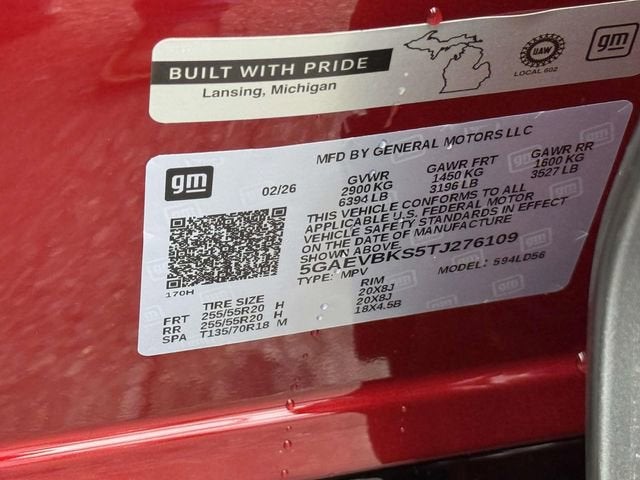 BUILT WITH PRIDE
Lansing, Michigan
UAW
LOCAL 602
gm
MFD BY GENERAL MOTORS LLC
gm
02/26
GVWR GAWR FRT GAWR RR
2900 KG 1450 KG 1600 KG
6394 LB 3196 LB 3527 LB
THIS VEHICLE CONFORMS TO ALL
APPLICABLE U.S. FEDERAL MOTOR
VEHICLE SAFETY STANDARDS IN EFFECT
ON THE DATE OF MANUFACTURE
SHOWN ABOVE.
5GAEVBKS5TJ276109
TYPE: MPV MODEL: 594LD56
170H
TIRE SIZE RIM
FRT 255/55R20 H 20X8J
RR 255/55R20 H 20X8J
SPA T135/70R18 M 18X4.5B